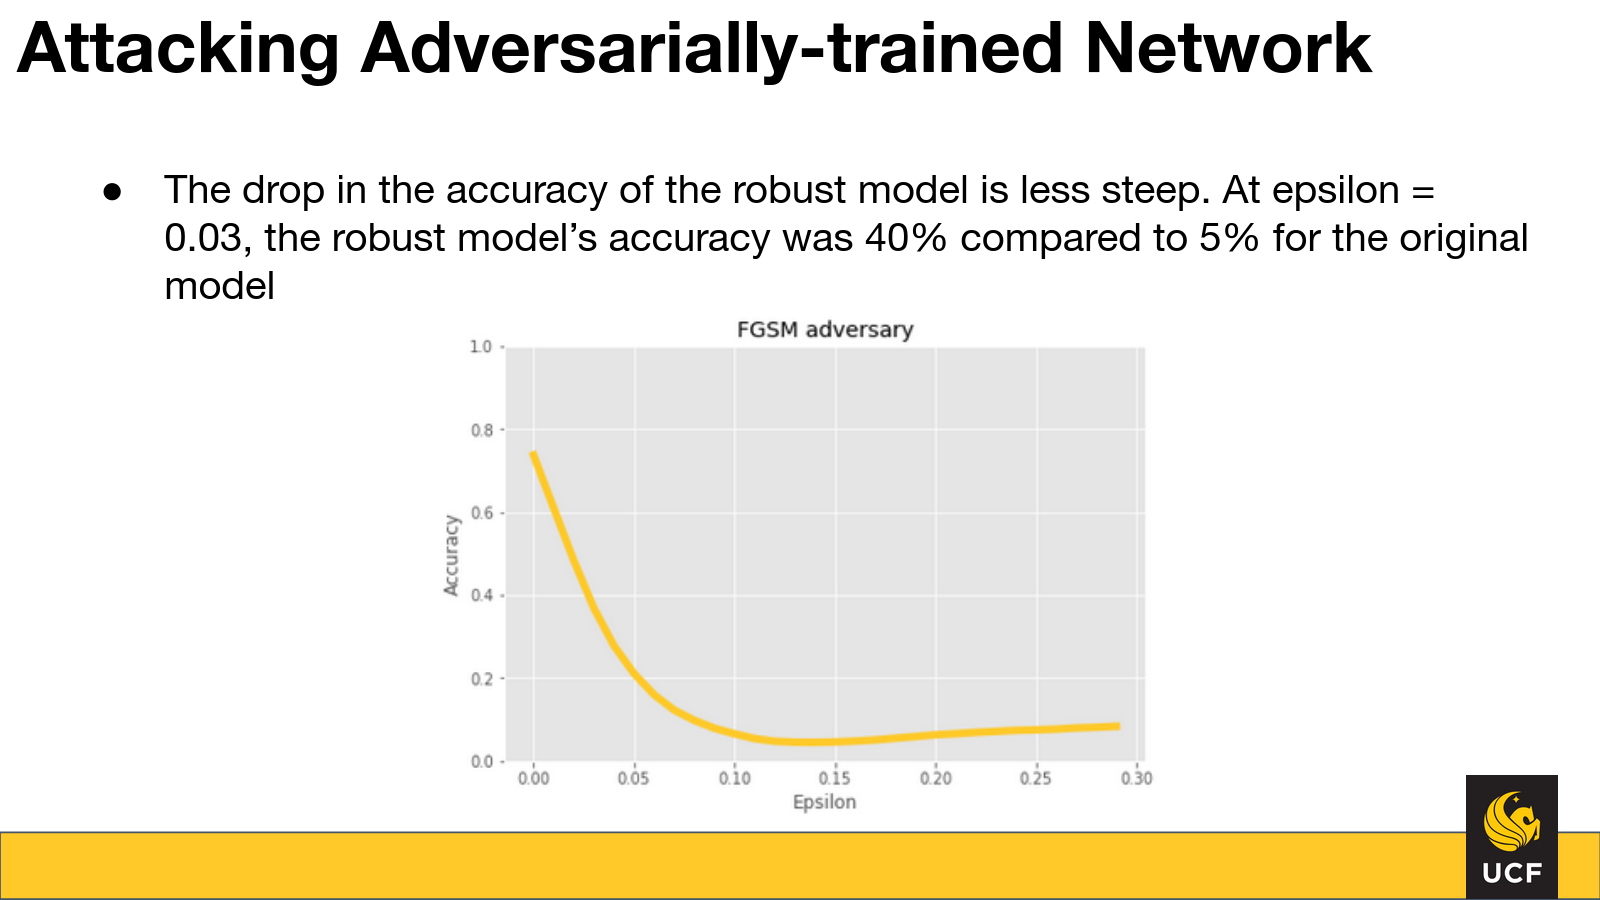 Attacking Adversarially-trained Network
● The drop in the accuracy of the robust model is less steep. At epsilon =
0.03, the robust model’s accuracy was 40% compared to 5% for the original
model
FGSM adversary
1.0
0.8
0.6
0.4
0.2
0.0
Accuracy
0.00 0.05 0.10 0.15 0.20 0.25 0.30
Epsilon
UCF